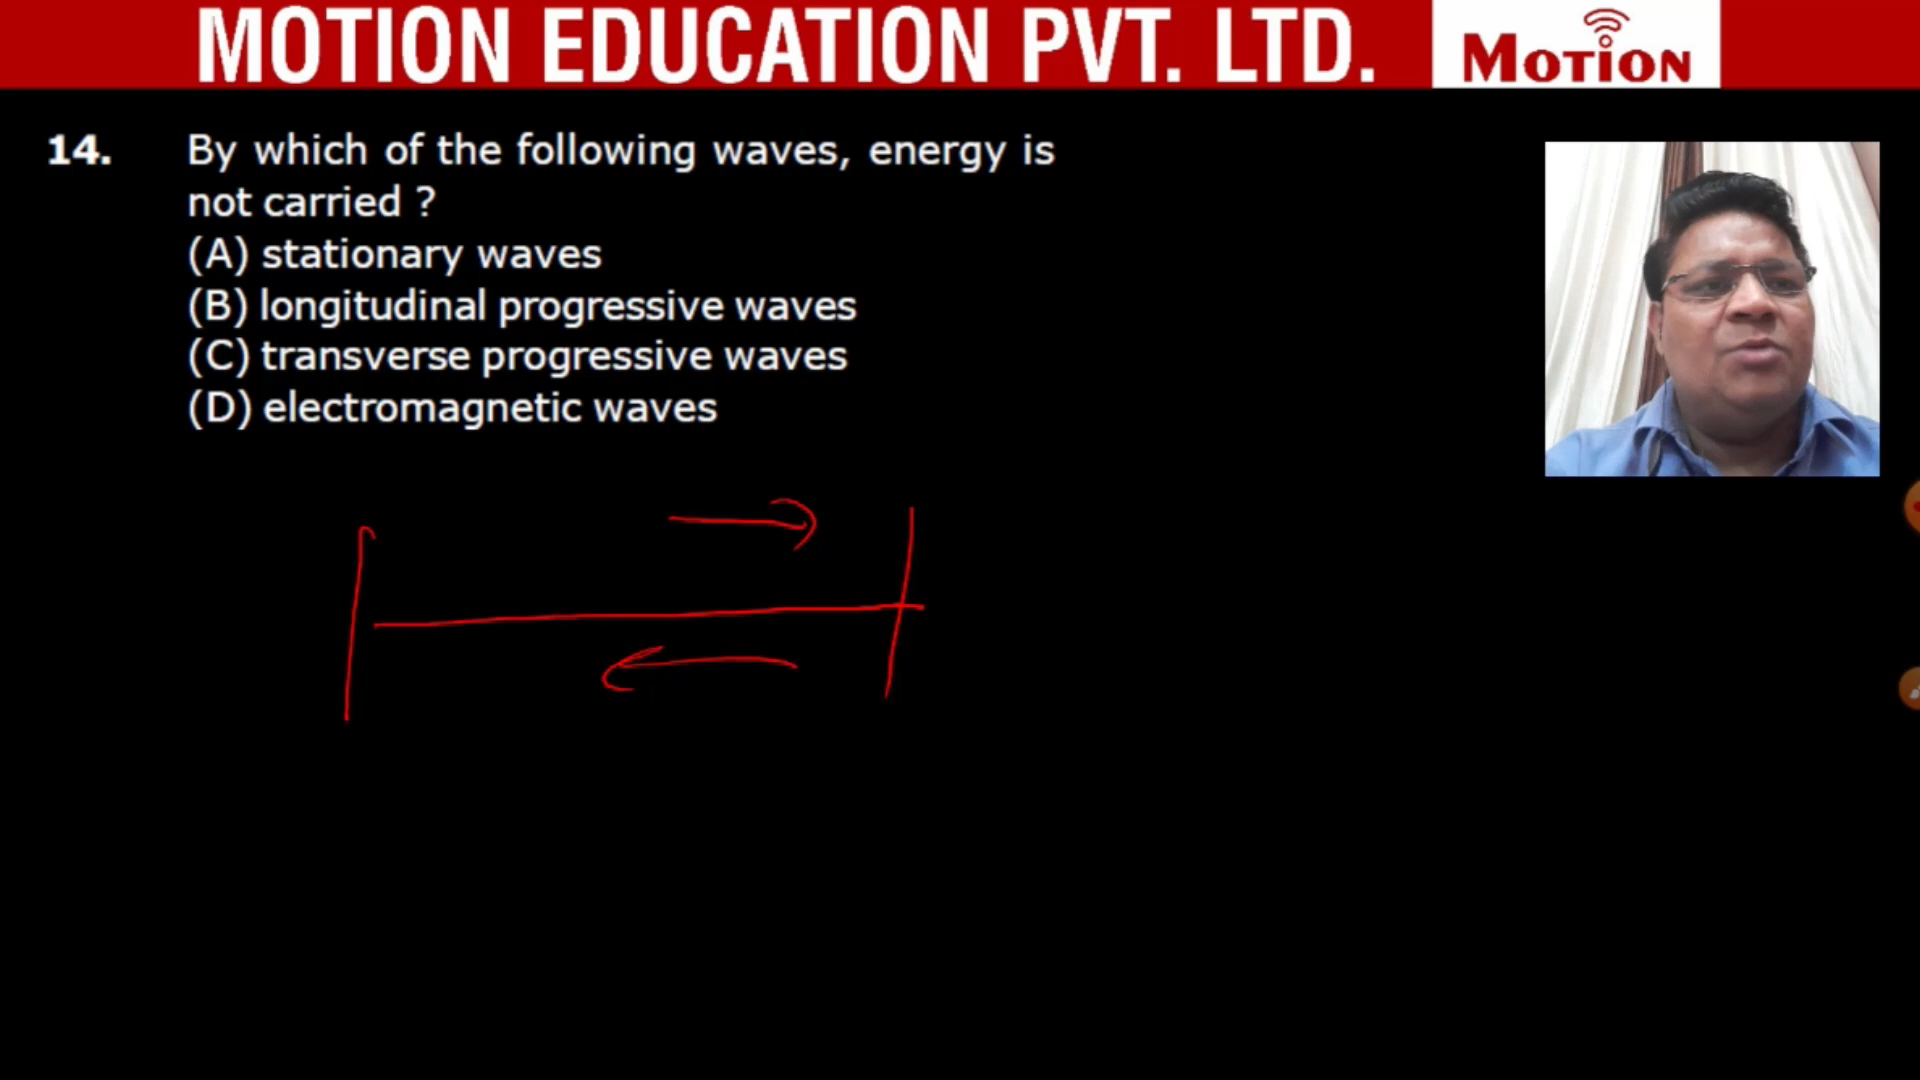 MOTION EDUCATION PVT. LTD.
MOTION
14. By which of the following waves, energy is
not carried ?
(A) stationary waves
(B) longitudinal progressive waves
(C) transverse progressive waves
(D) electromagnetic waves